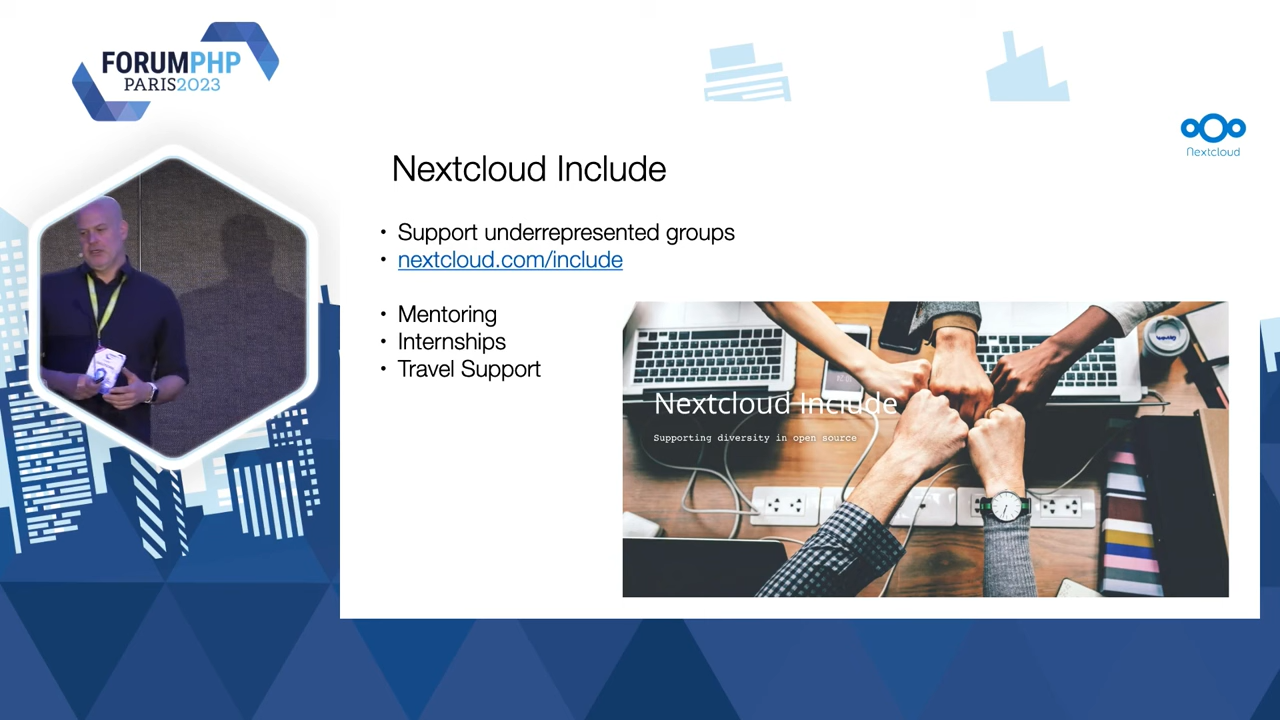 FORUMPHP
PARIS2023
Nextcloud
Nextcloud Include
• Support underrepresented groups
• nextcloud.com/include
• Mentoring
• Internships
• Travel Support
Nextcloud Include
Supporting diversity in open source